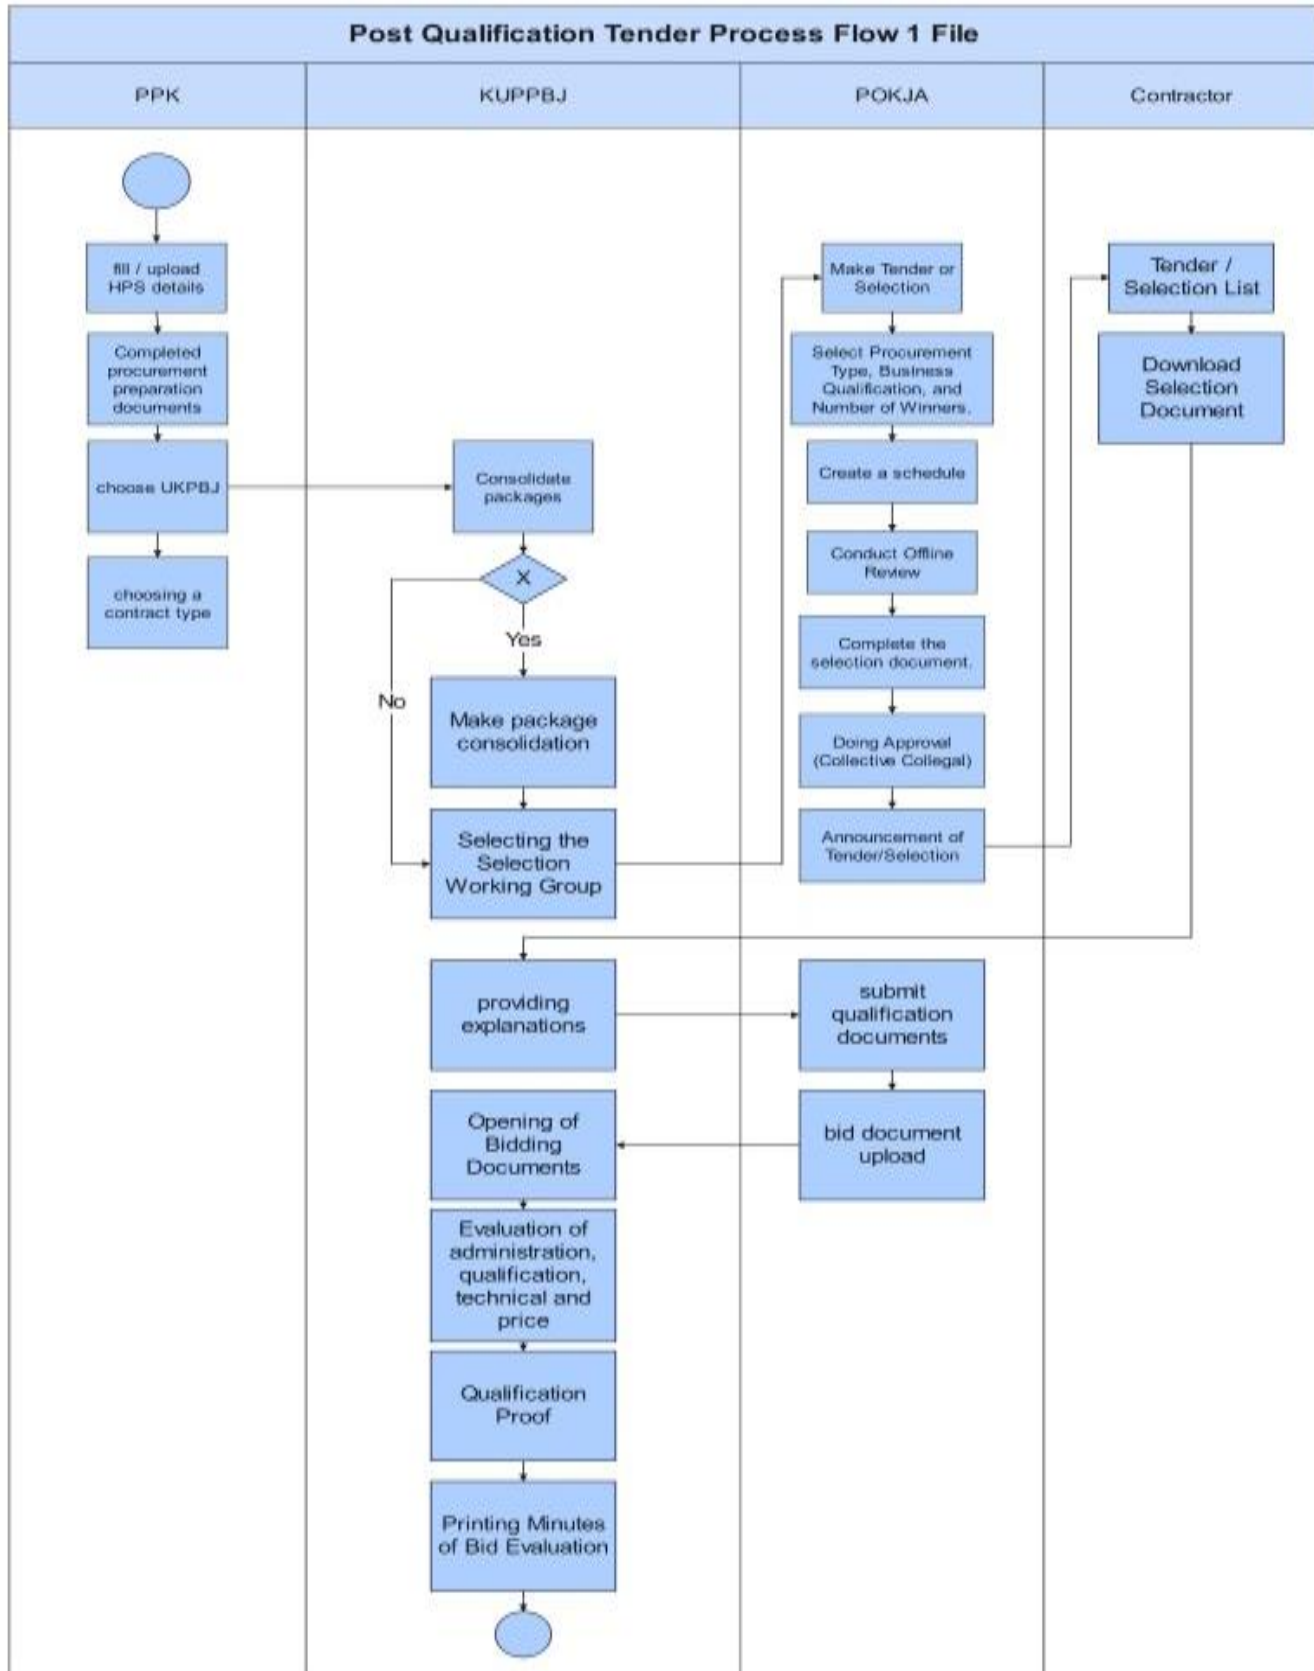 Post Qualification Tender Process Flow 1 File
PPK
KUPPBJ
POKJA
Contractor
fill / upload
HPS details
Completed
procurement
preparation
documents
choose UKPBJ
choosing a
contract type
Consolidate
packages
X
Yes
No
Make package
consolidation
Selecting the
Selection
Working Group
Make Tender or
Selection
Select Procurement
Type, Business
Qualification, and
Number of Winners.
Create a schedule
Conduct Offline
Review
Complete the
selection document.
Doing Approval
(Collective Collegal)
Announcement of
Tender/Selection
Tender /
Selection List
Download
Selection
Document
providing
explanations
submit
qualification
documents
bid document
upload
Opening of
Bidding
Documents
Evaluation of
administration,
qualification,
technical and
price
Qualification
Proof
Printing Minutes
of Bid Evaluation